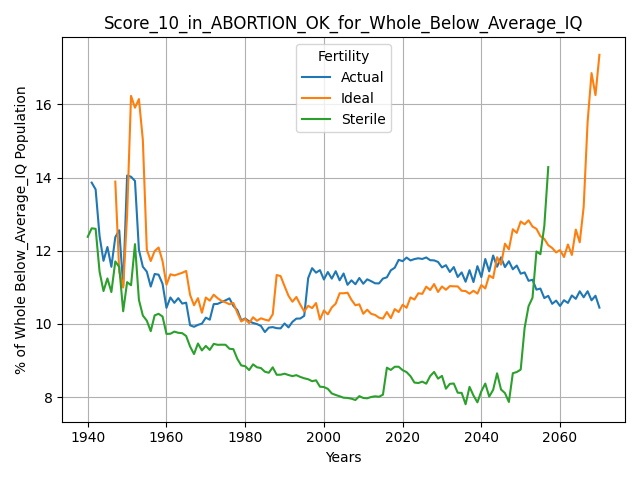 Score_10_in_ABORTION_OK_for_Whole_Below_Average_IQ
Fertility
Actual
Ideal
Sterile
% of Whole Below_Average_IQ Population
16
14
12
10
8
1940
1960
1980
2000
2020
2040
2060
Years